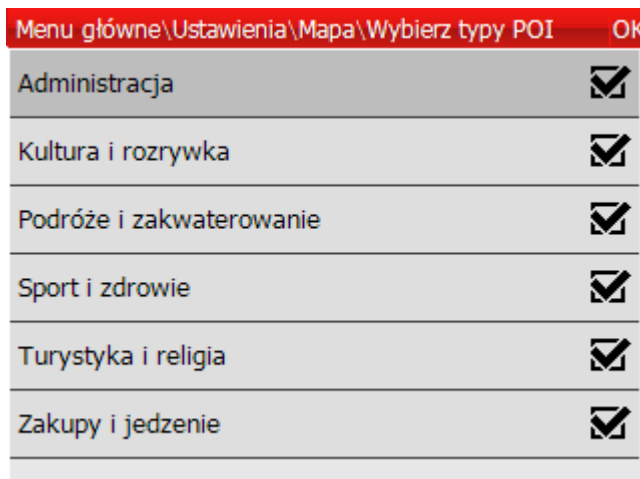 Menu główne\Ustawienia\Mapa\Wybierz typy POI OK
Administracja
Kultura i rozrywka
Podróże i zakwaterowanie
Sport i zdrowie
Turystyka i religia
Zakupy i jedzenie